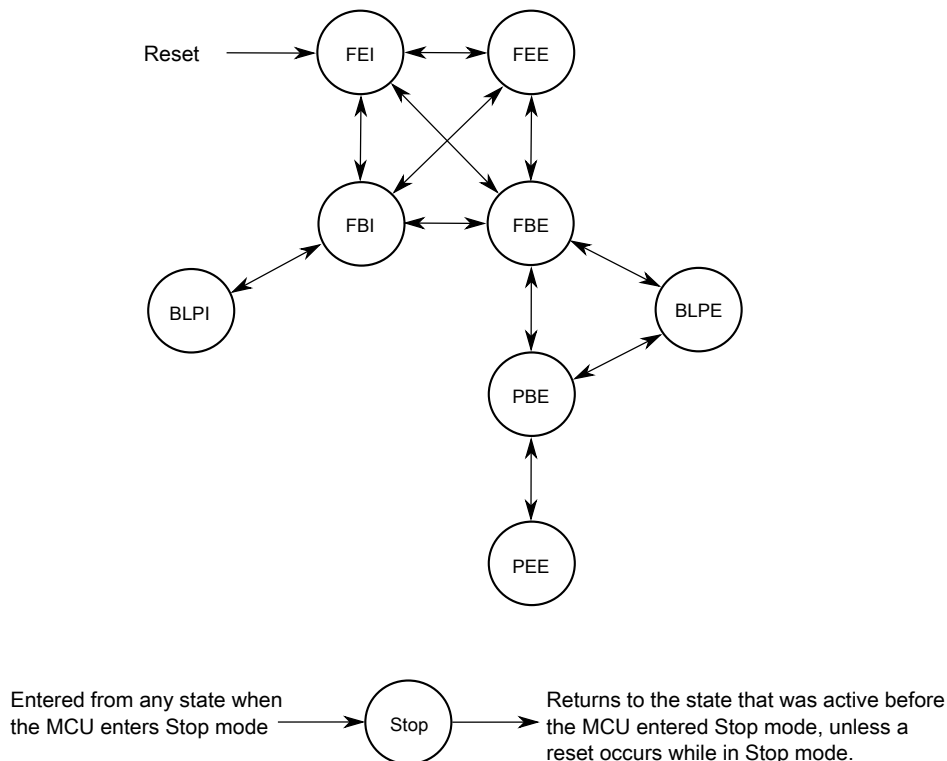 Reset
FEI
FEE
FBI
FBE
BLPI
BLPE
PBE
PEE
Entered from any state when
the MCU enters Stop mode
Stop
Returns to the state that was active before
the MCU entered Stop mode, unless a
reset occurs while in Stop mode.